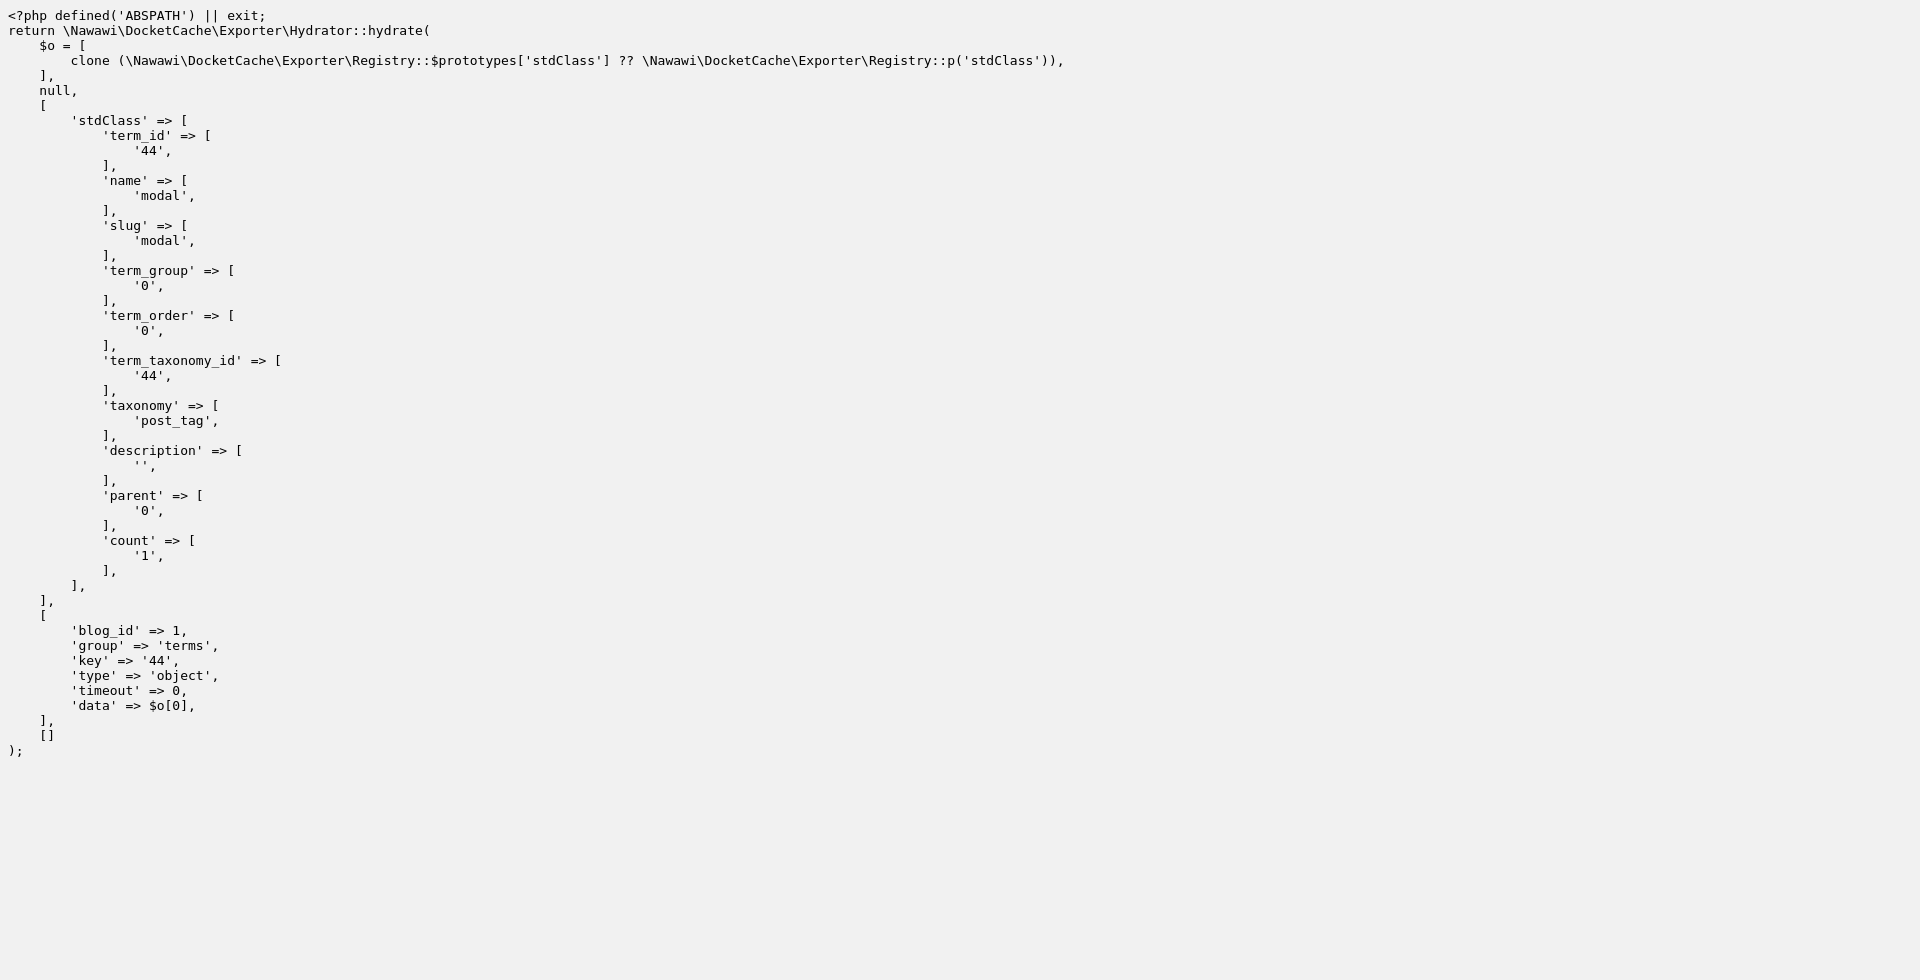 <?php defined('ABSPATH') || exit;
return \Nawawi\DocketCache\Exporter\Hydrator::hydrate(
    $o = [
        clone (\Nawawi\DocketCache\Exporter\Registry::$prototypes['stdClass'] ?? \Nawawi\DocketCache\Exporter\Registry::p('stdClass')),
    ],
    null,
    [
        'stdClass' => [
            'term_id' => [
                '44',
            ],
            'name' => [
                'modal',
            ],
            'slug' => [
                'modal',
            ],
            'term_group' => [
                '0',
            ],
            'term_order' => [
                '0',
            ],
            'term_taxonomy_id' => [
                '44',
            ],
            'taxonomy' => [
                'post_tag',
            ],
            'description' => [
                '',
            ],
            'parent' => [
                '0',
            ],
            'count' => [
                '1',
            ],
        ],
    ],
    [
        'blog_id' => 1,
        'group' => 'terms',
        'key' => '44',
        'type' => 'object',
        'timeout' => 0,
        'data' => $o[0],
    ],
    []
);